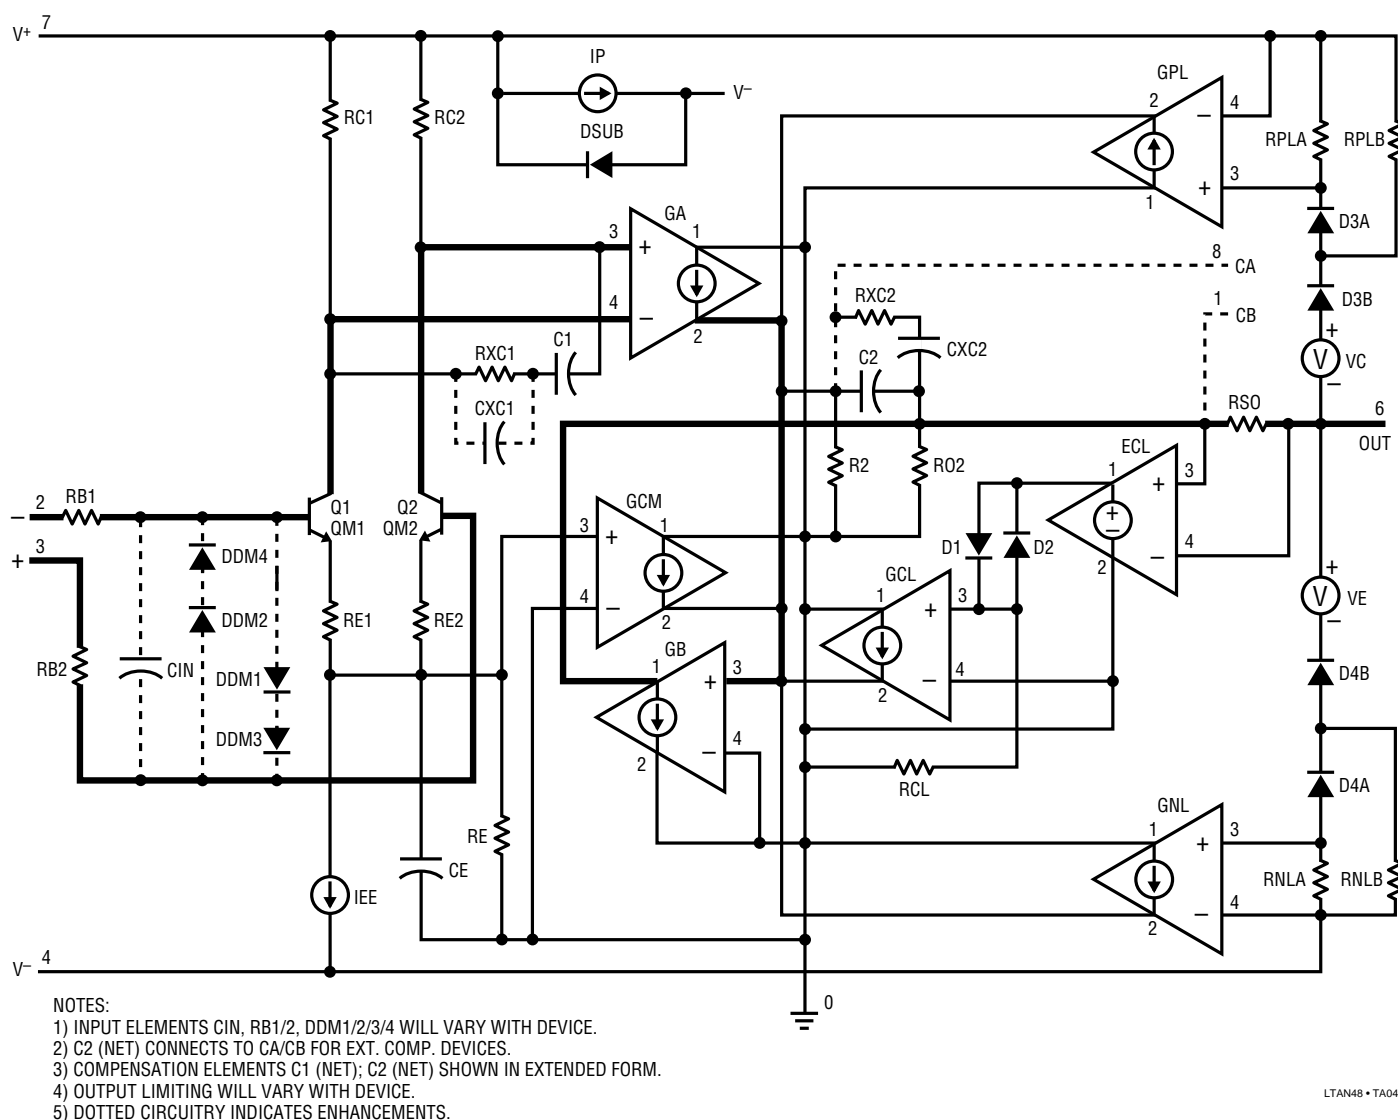 V+ 7
IP
GPL
2 4
RC1 RC2 V–
DSUB RPLA RPLB
3
1
D3A
GA
3 1 8 CA
RXC2 D3B
4 1 CB
2
C1 CXC2 VC
RXC1 C2
CXC1 RSO 6
OUT
ECL
R2 RO2 1 3
– 2 RB1 Q1 Q2
QM1 QM2
GCM
3 1
+ 3
DDM4 D1 D2 4
2
GCL
4 3 1 VE
DDM2 RE1 RE2 2
GB
RB2 CIN DDM1 1 3 4 D4B
2
DDM3 4
2
RCL D4A
RE GNL
1 3
CE
IEE RNLA RNLB
4
2
V– 4
0
NOTES:
1) INPUT ELEMENTS CIN, RB1/2, DDM1/2/3/4 WILL VARY WITH DEVICE.
2) C2 (NET) CONNECTS TO CA/CB FOR EXT. COMP. DEVICES.
3) COMPENSATION ELEMENTS C1 (NET); C2 (NET) SHOWN IN EXTENDED FORM.
4) OUTPUT LIMITING WILL VARY WITH DEVICE.
5) DOTTED CIRCUITRY INDICATES ENHANCEMENTS.
LTAN48 • TA04